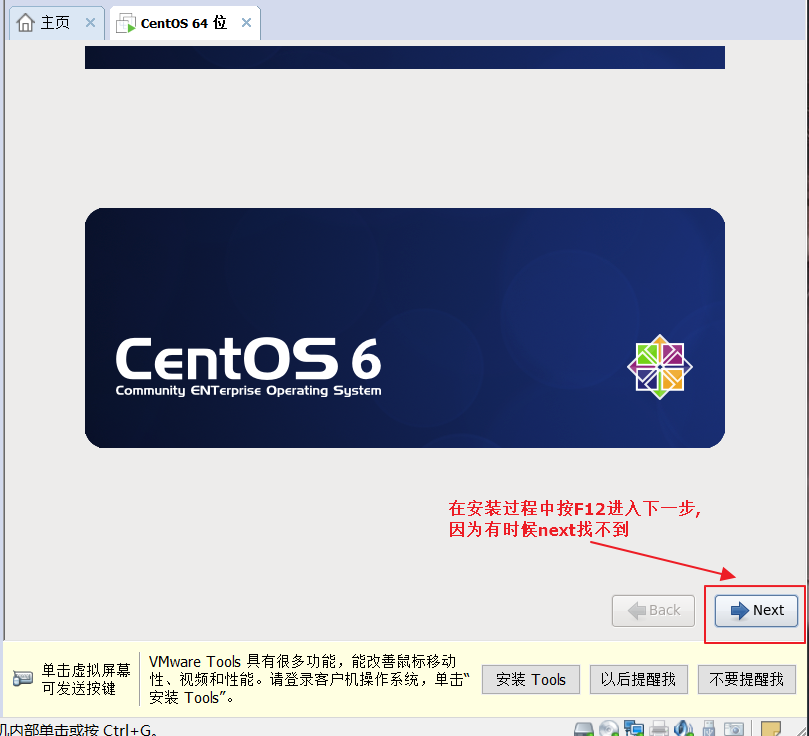 主页
CentOS 64 位
CentOS 6
Community ENTerprise Operating System
在安装过程中按F12进入下一步,
因为有时候next找不到
Back
Next
单击虚拟屏幕
可发送按键
VMware Tools 具有很多功能，能改善鼠标移动
性、视频和性能。请登录客户机操作系统，单击“
安装 Tools”。
安装 Tools
以后提醒我
不要提醒我
机内部单击或按 Ctrl+G。